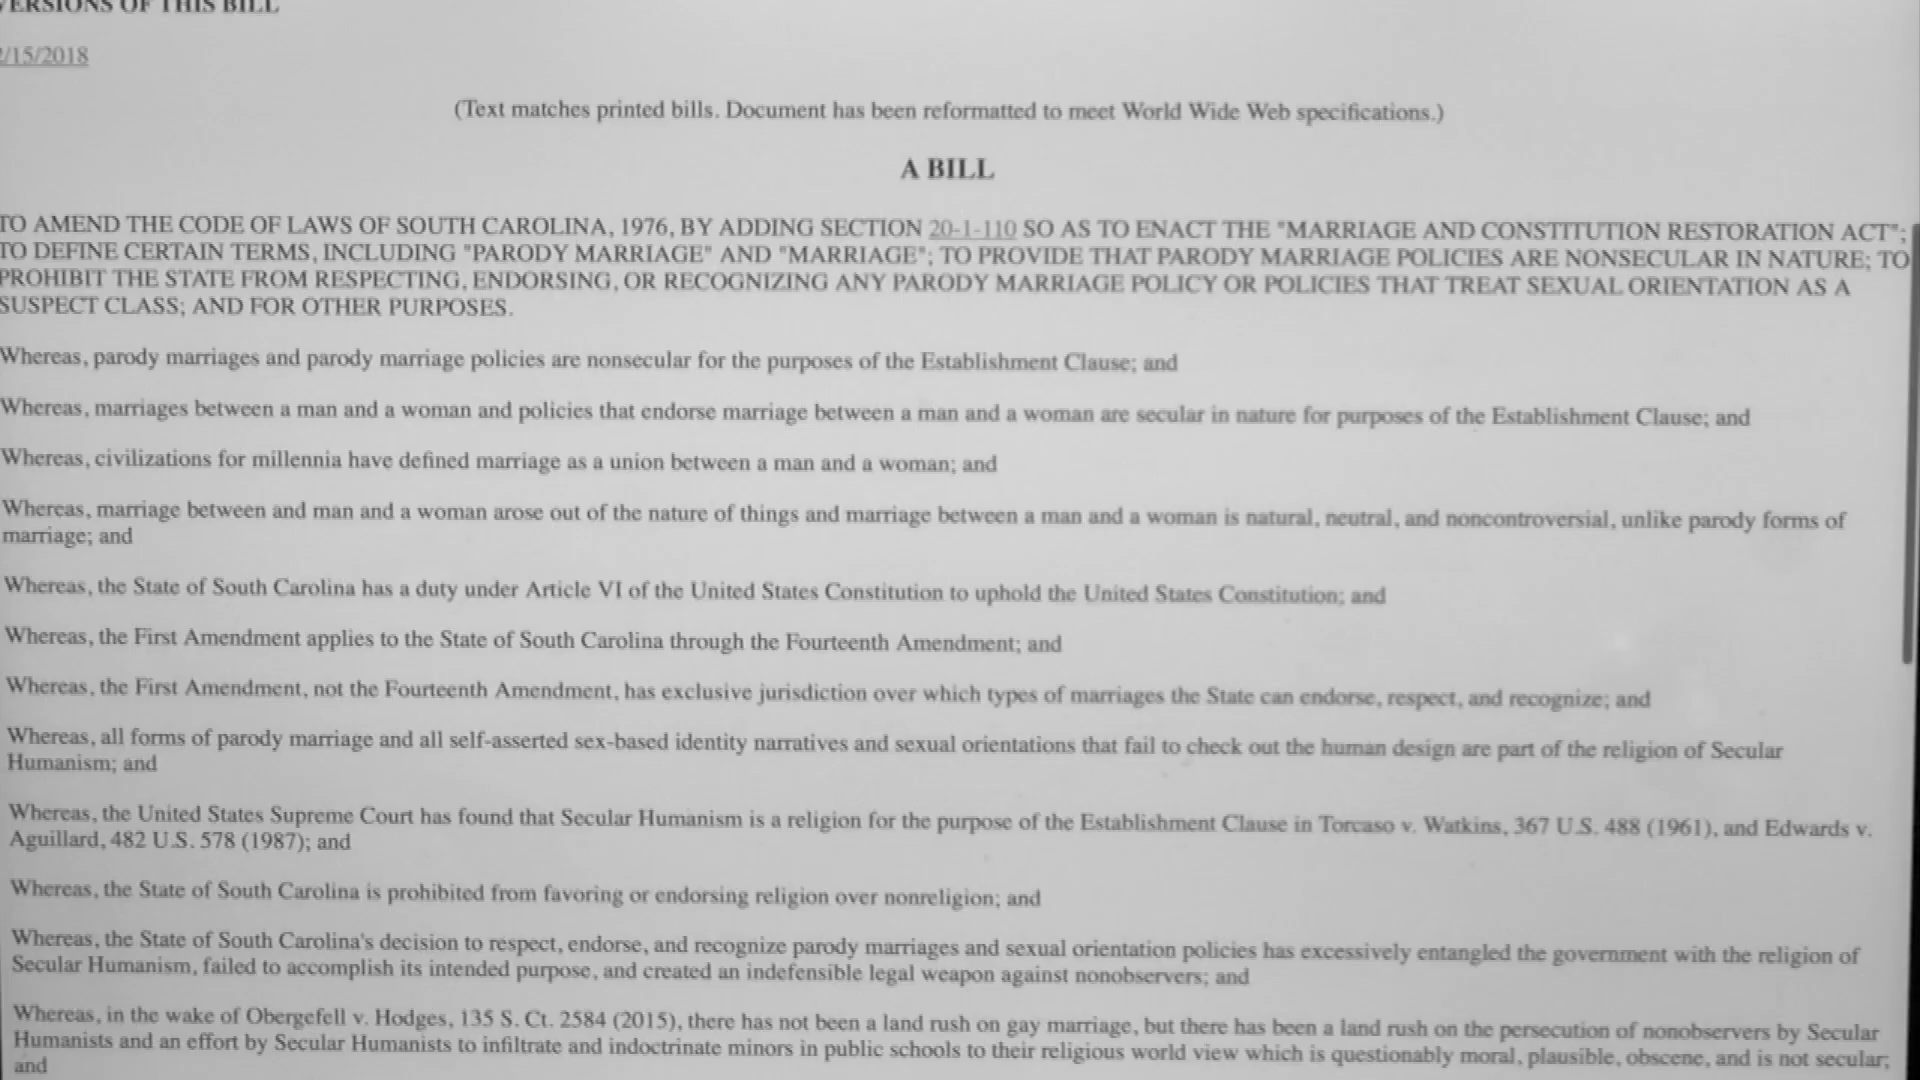 VERSIONS OF THIS BILL
2/15/2018
(Text matches printed bills. Document has been reformatted to meet World Wide Web specifications.)
A BILL
TO AMEND THE CODE OF LAWS OF SOUTH CAROLINA, 1976, BY ADDING SECTION 20-1-110 SO AS TO ENACT THE "MARRIAGE AND CONSTITUTION RESTORATION ACT";
TO DEFINE CERTAIN TERMS, INCLUDING "PARODY MARRIAGE" AND "MARRIAGE"; TO PROVIDE THAT PARODY MARRIAGE POLICIES ARE NONSECULAR IN NATURE; TO
PROHIBIT THE STATE FROM RESPECTING, ENDORSING, OR RECOGNIZING ANY PARODY MARRIAGE POLICY OR POLICIES THAT TREAT SEXUAL ORIENTATION AS A
SUSPECT CLASS; AND FOR OTHER PURPOSES.
Whereas, parody marriages and parody marriage policies are nonsecular for the purposes of the Establishment Clause; and
Whereas, marriages between a man and a woman and policies that endorse marriage between a man and a woman are secular in nature for purposes of the Establishment Clause; and
Whereas, civilizations for millennia have defined marriage as a union between a man and a woman; and
Whereas, marriage between and man and a woman arose out of the nature of things and marriage between a man and a woman is natural, neutral, and noncontroversial, unlike parody forms of
marriage; and
Whereas, the State of South Carolina has a duty under Article VI of the United States Constitution to uphold the United States Constitution; and
Whereas, the First Amendment applies to the State of South Carolina through the Fourteenth Amendment; and
Whereas, the First Amendment, not the Fourteenth Amendment, has exclusive jurisdiction over which types of marriages the State can endorse, respect, and recognize; and
Whereas, all forms of parody marriage and all self-asserted sex-based identity narratives and sexual orientations that fail to check out the human design are part of the religion of Secular
Humanism; and
Whereas, the United States Supreme Court has found that Secular Humanism is a religion for the purpose of the Establishment Clause in Torcaso v. Watkins, 367 U.S. 488 (1961), and Edwards v.
Aguillard, 482 U.S. 578 (1987); and
Whereas, the State of South Carolina is prohibited from favoring or endorsing religion over nonreligion; and
Whereas, the State of South Carolina's decision to respect, endorse, and recognize parody marriages and sexual orientation policies has excessively entangled the government with the religion of
Secular Humanism, failed to accomplish its intended purpose, and created an indefensible legal weapon against nonobservers; and
Whereas, in the wake of Obergefell v. Hodges, 135 S. Ct. 2584 (2015), there has not been a land rush on gay marriage, but there has been a land rush on the persecution of nonobservers by Secular
Humanists and an effort by Secular Humanists to infiltrate and indoctrinate minors in public schools to their religious world view which is questionably moral, plausible, obscene, and is not secular;
and